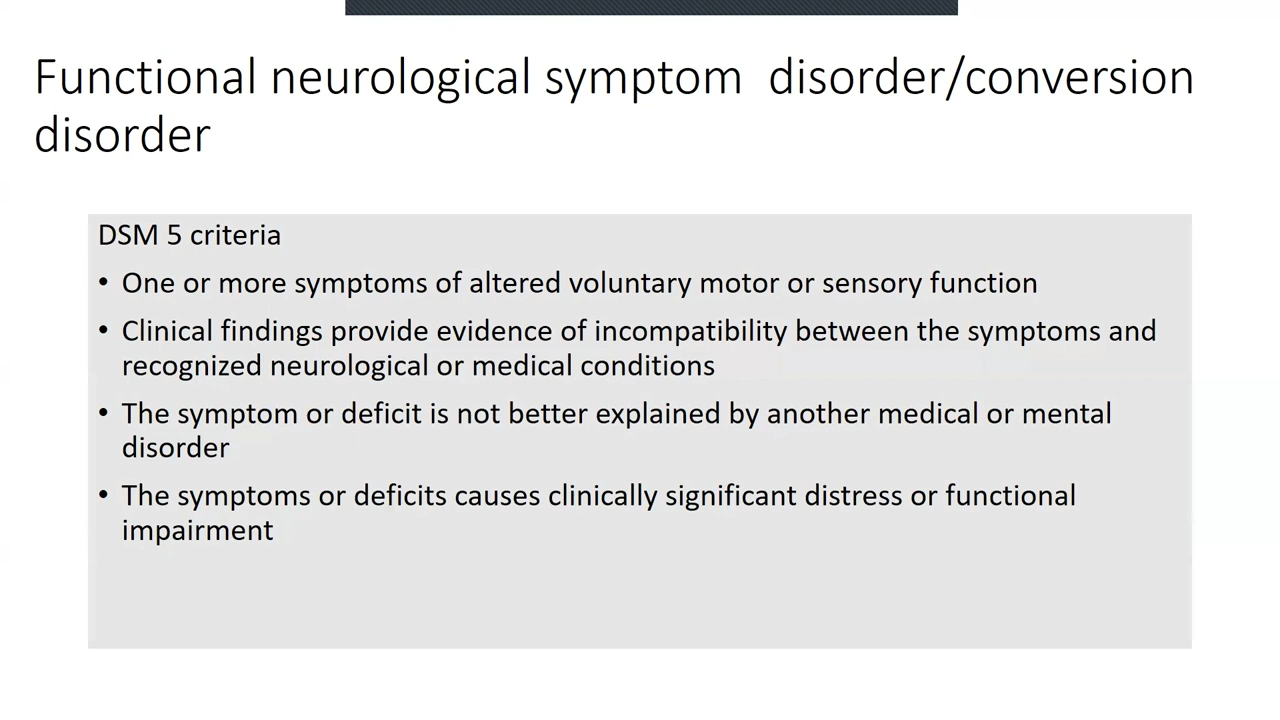 Functional neurological symptom  disorder/conversion
disorder
DSM 5 criteria
• One or more symptoms of altered voluntary motor or sensory function
• Clinical findings provide evidence of incompatibility between the symptoms and
recognized neurological or medical conditions
• The symptom or deficit is not better explained by another medical or mental
disorder
• The symptoms or deficits causes clinically significant distress or functional
impairment